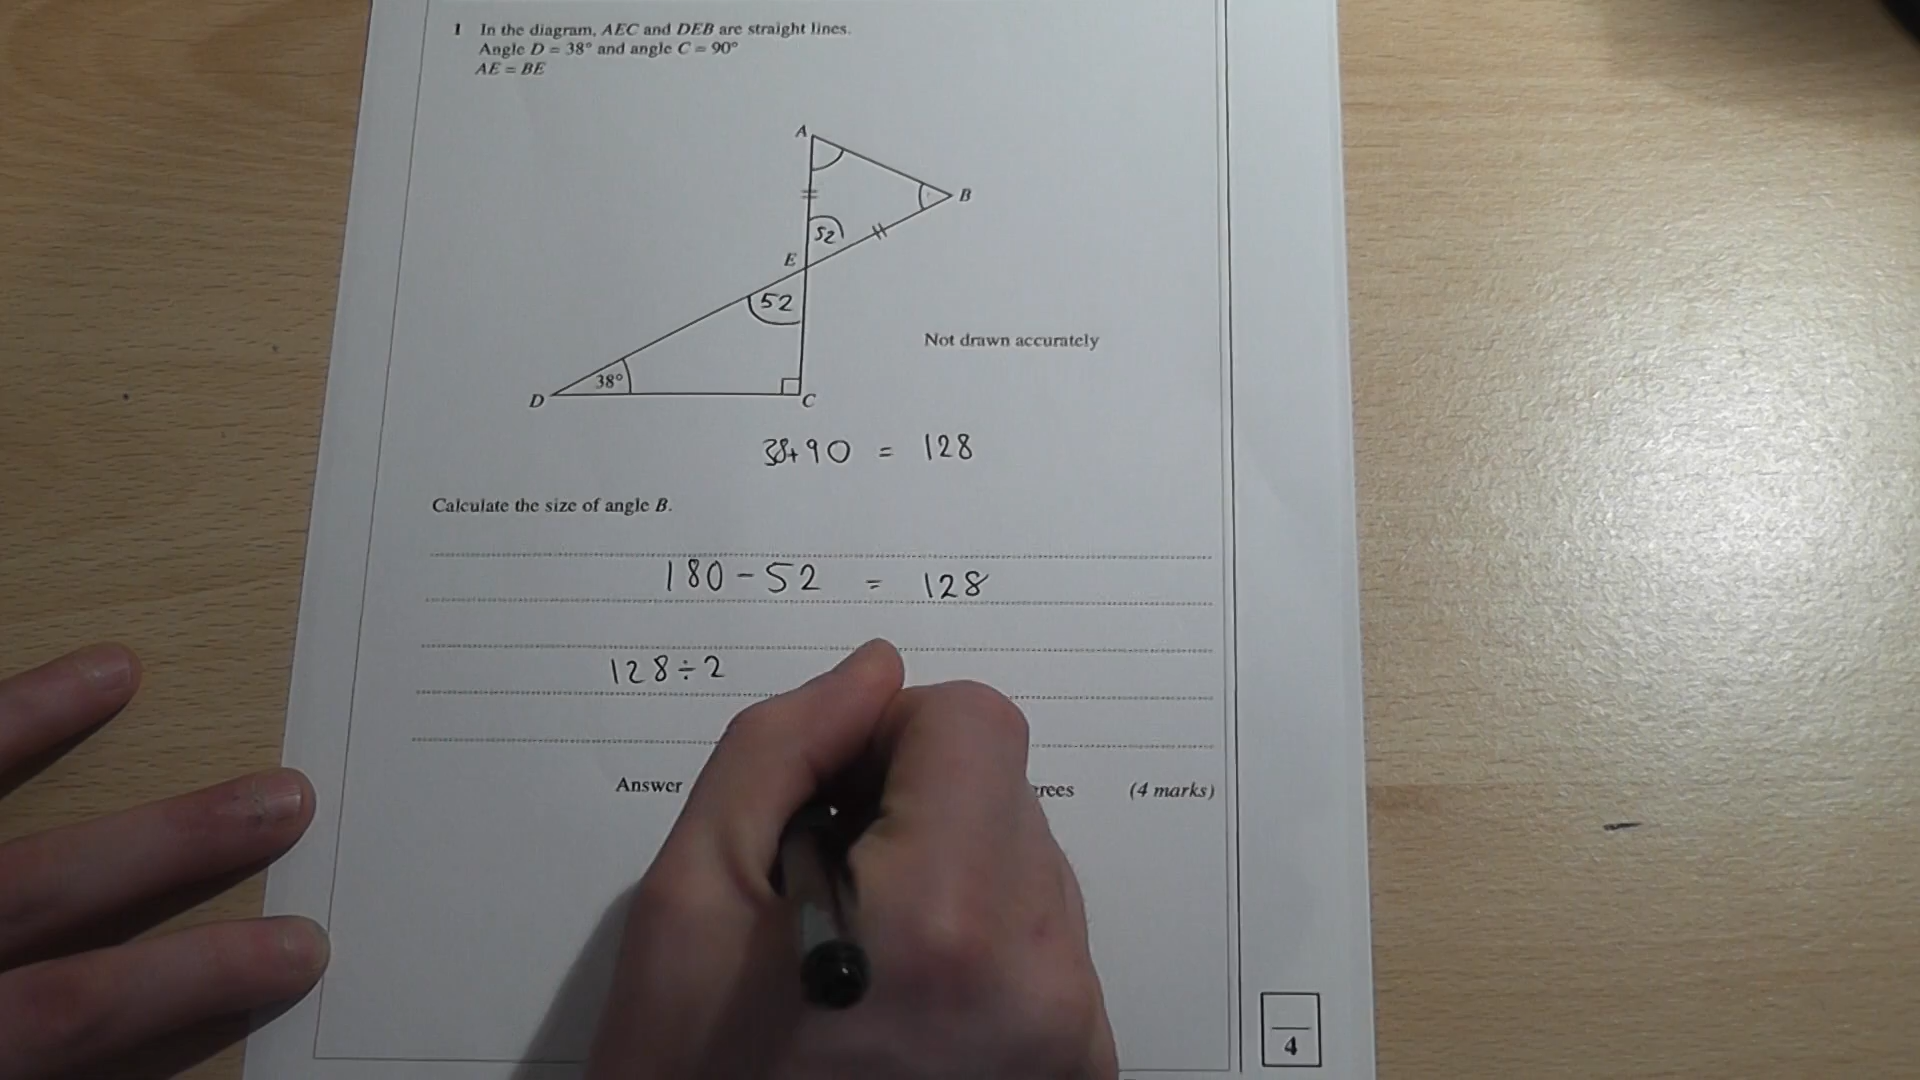 1 In the diagram, AEC and DEB are straight lines.
Angle D = 38° and angle C = 90°
AE = BE
A
B
52
E
52
Not drawn accurately
38°
D
C
38+90 = 128
Calculate the size of angle B.
180 - 52 = 128
128 ÷ 2
Answer rees (4 marks)
4